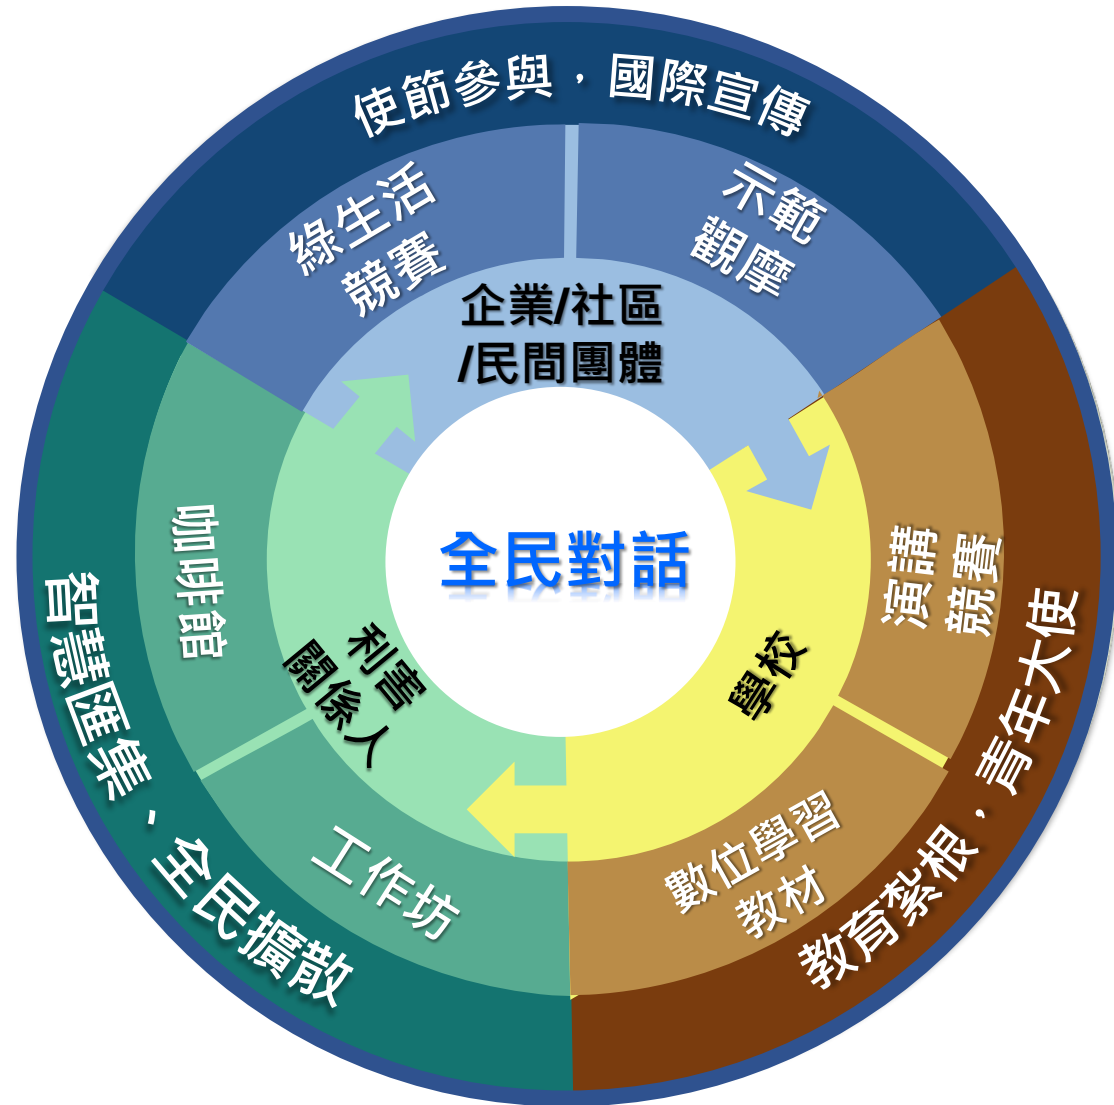 使節參與，國際宣傳
綠生活
競賽
示範
觀摩
企業/社區
/民間團體
全民對話
咖啡館
利害
關係人
學校
演講
競賽
工作坊
數位學習
教材
智慧匯集、全民擴散
教育紮根，青年大使